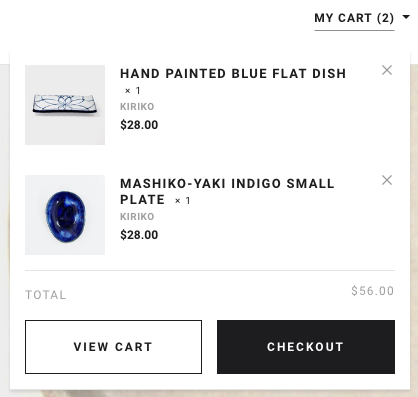 MY CART (2)
HAND PAINTED BLUE FLAT DISH
× 1
KIRIKO
$28.00
MASHIKO-YAKI INDIGO SMALL
PLATE × 1
KIRIKO
$28.00
TOTAL $56.00
VIEW CART CHECKOUT